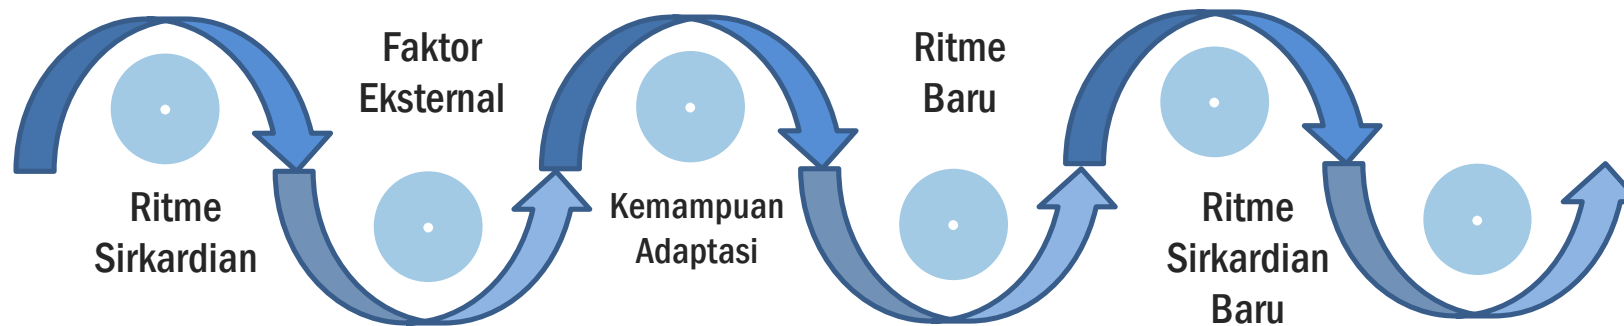 Ritme
Sirkardian
Faktor
Eksternal
Kemampuan
Adaptasi
Ritme
Baru
Ritme
Sirkardian
Baru